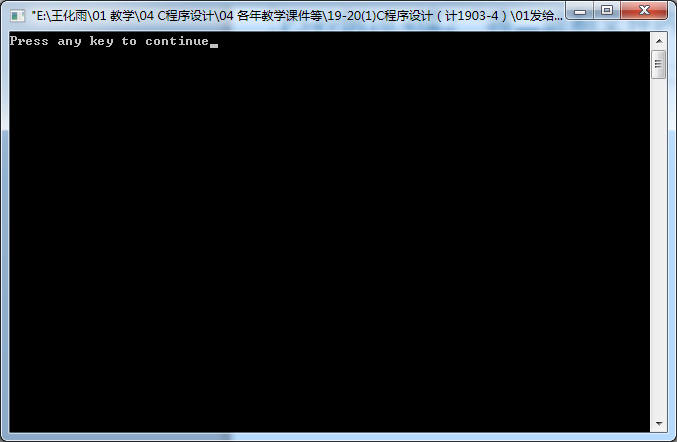 "E:\王化雨\01 教学\04 C程序设计\04 各年教学课件等\19-20(1)C程序设计（计1903-4）\01发给...
Press any key to continue